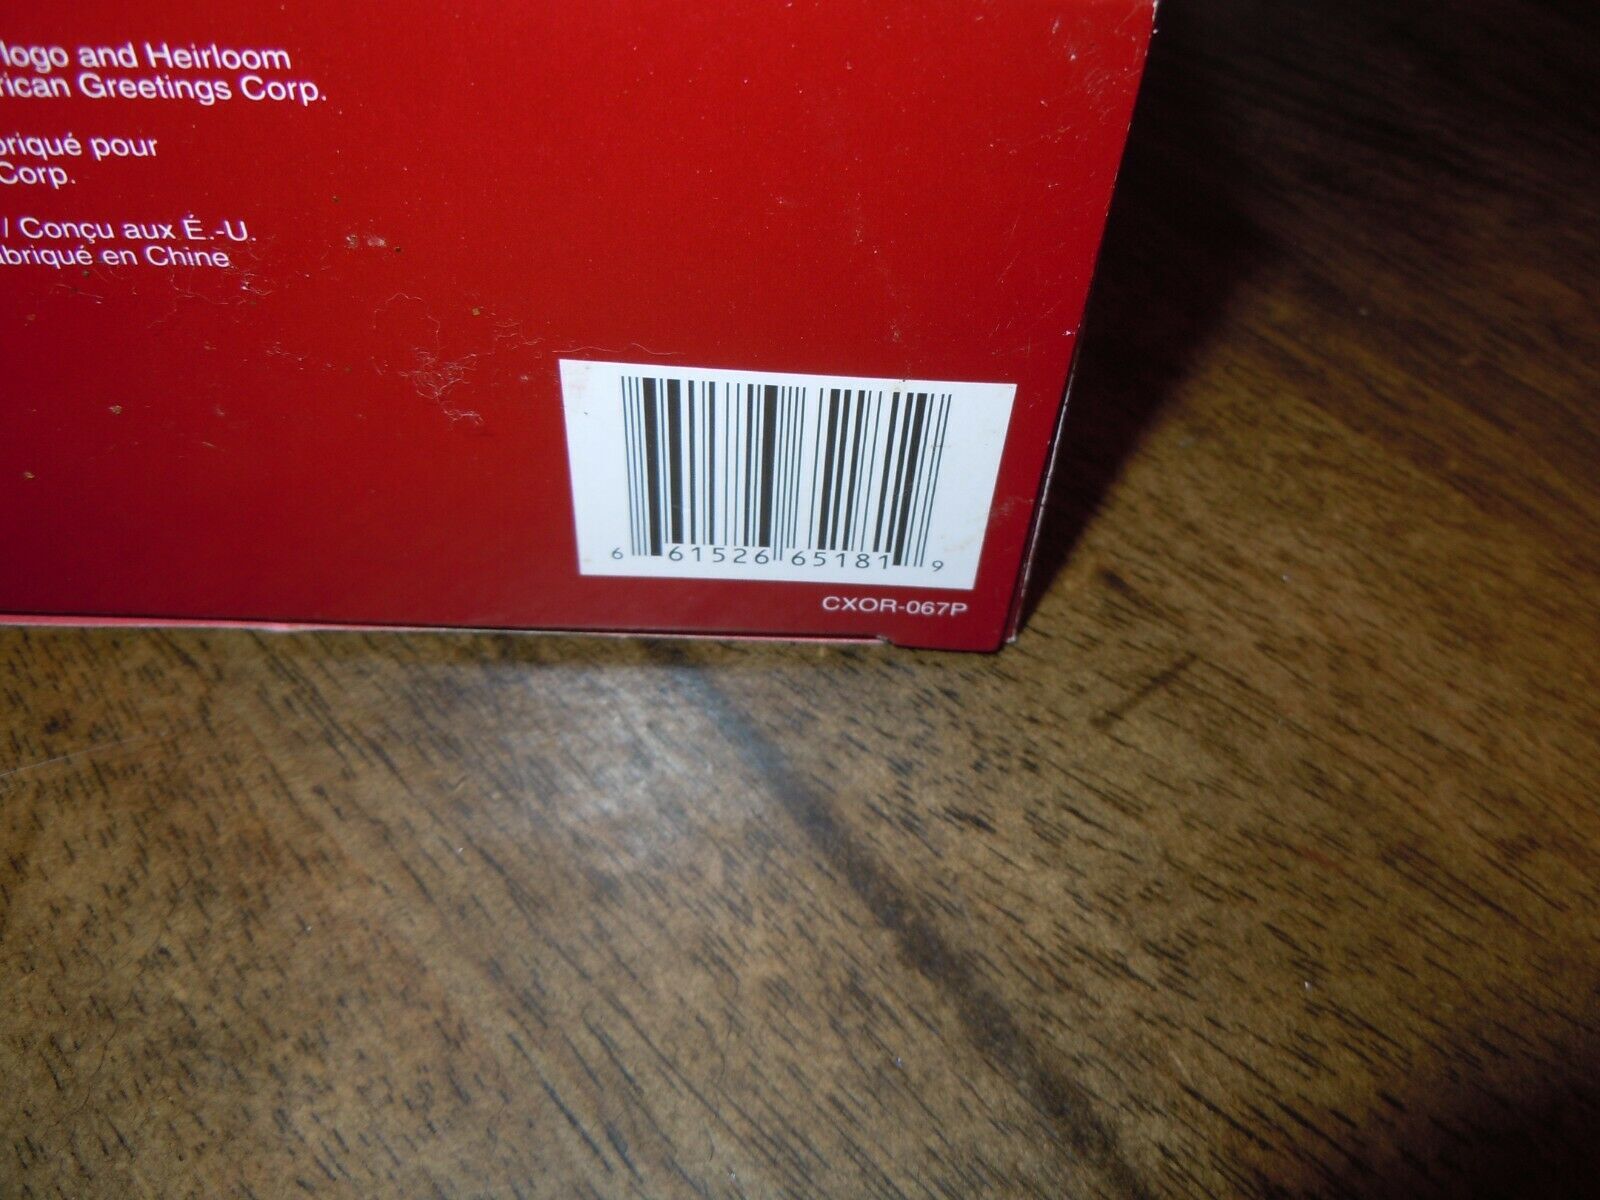 logo and Heirloom
rican Greetings Corp.
briqué pour
Corp.
/ Conçu aux É.-U.
abriqué en Chine
6 61526 65181 9
CXOR-067P